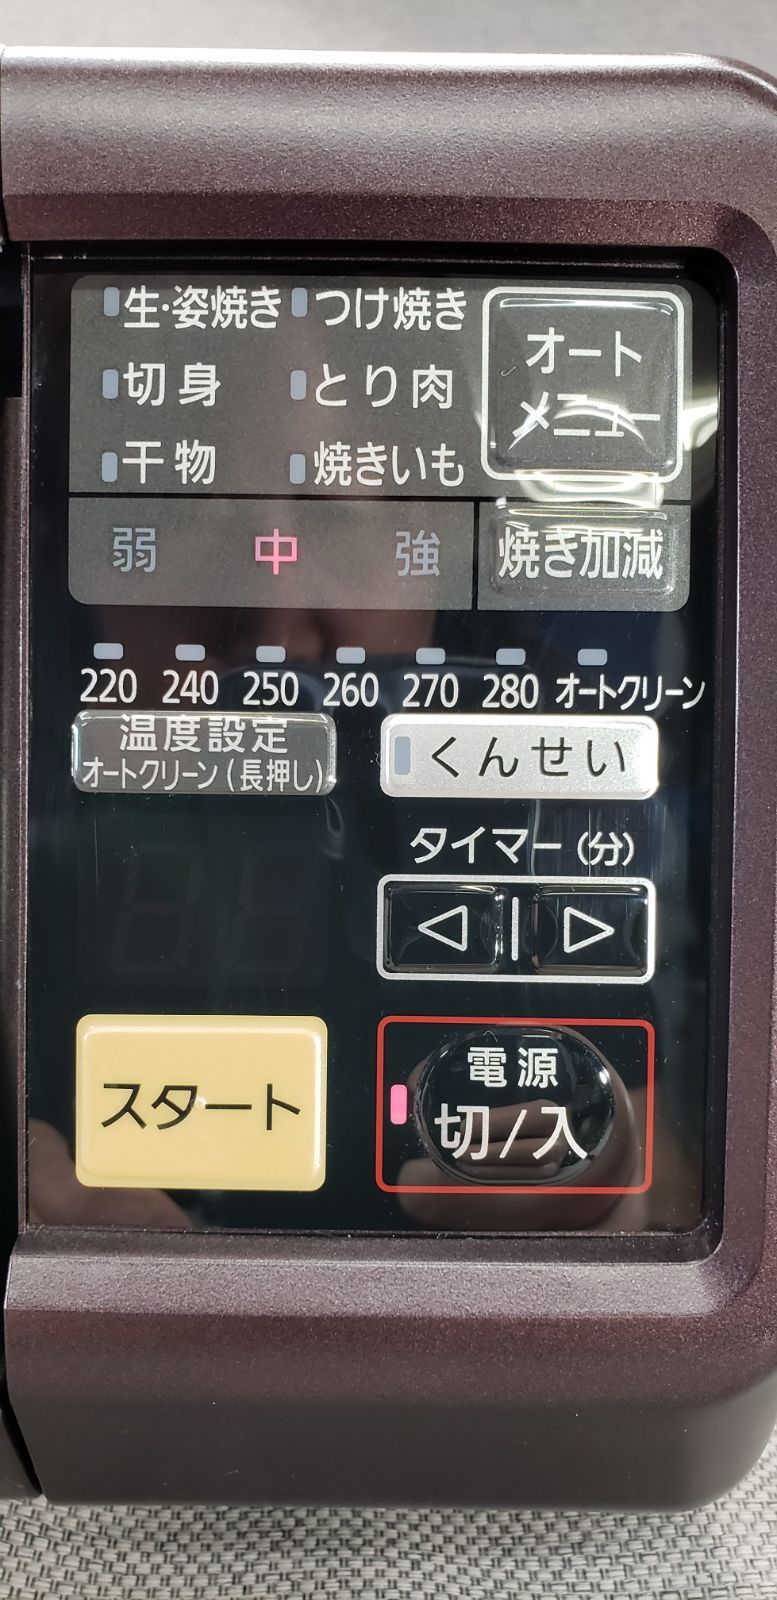 生・姿焼き つけ焼き
切身 とり肉
干物 焼きいも
オート
メニュー
弱 中 強 焼き加減
220 240 250 260 270 280 オートクリーン
温度設定
オートクリーン(長押し)
くんせい
タイマー(分)
スタート
電源
切/入